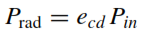 P_rad = e_cd P_in